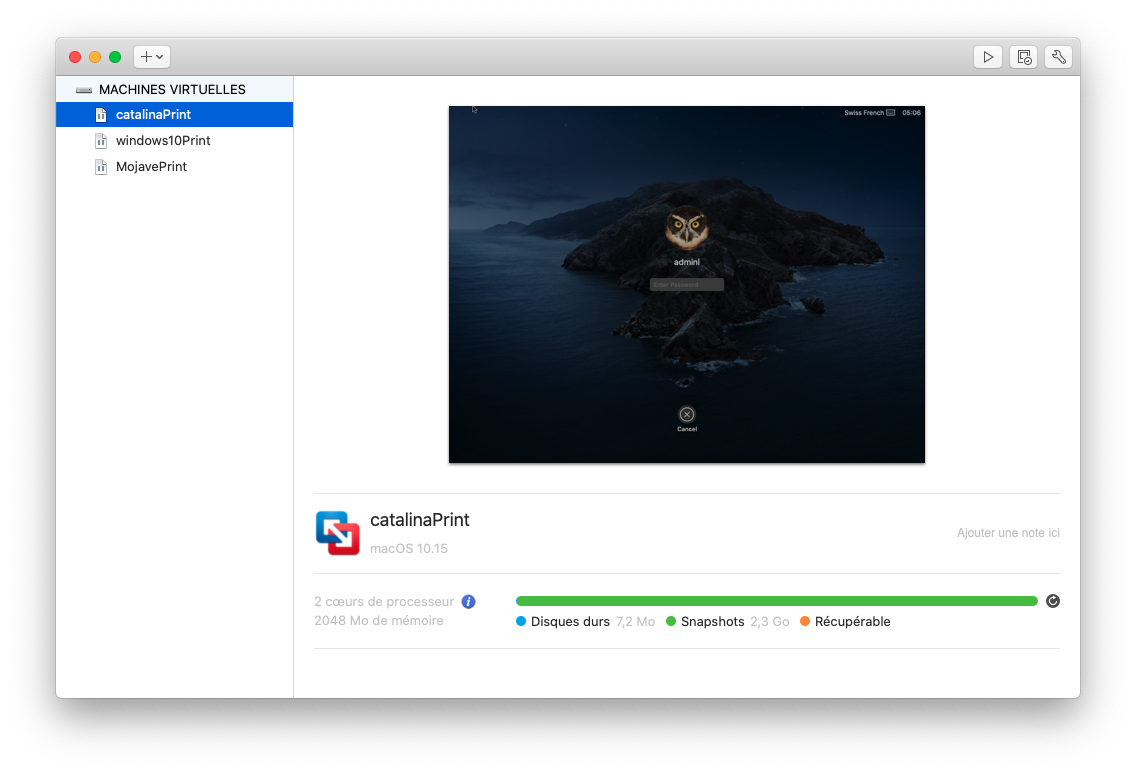 MACHINES VIRTUELLES
catalinaPrint
windows10Print
MojavePrint
Swiss French 05:06
admini
Enter Password
Cancel
catalinaPrint
macOS 10.15
Ajouter une note ici
2 cœurs de processeur
2048 Mo de mémoire
Disques durs 7,2 Mo Snapshots 2,3 Go Récupérable